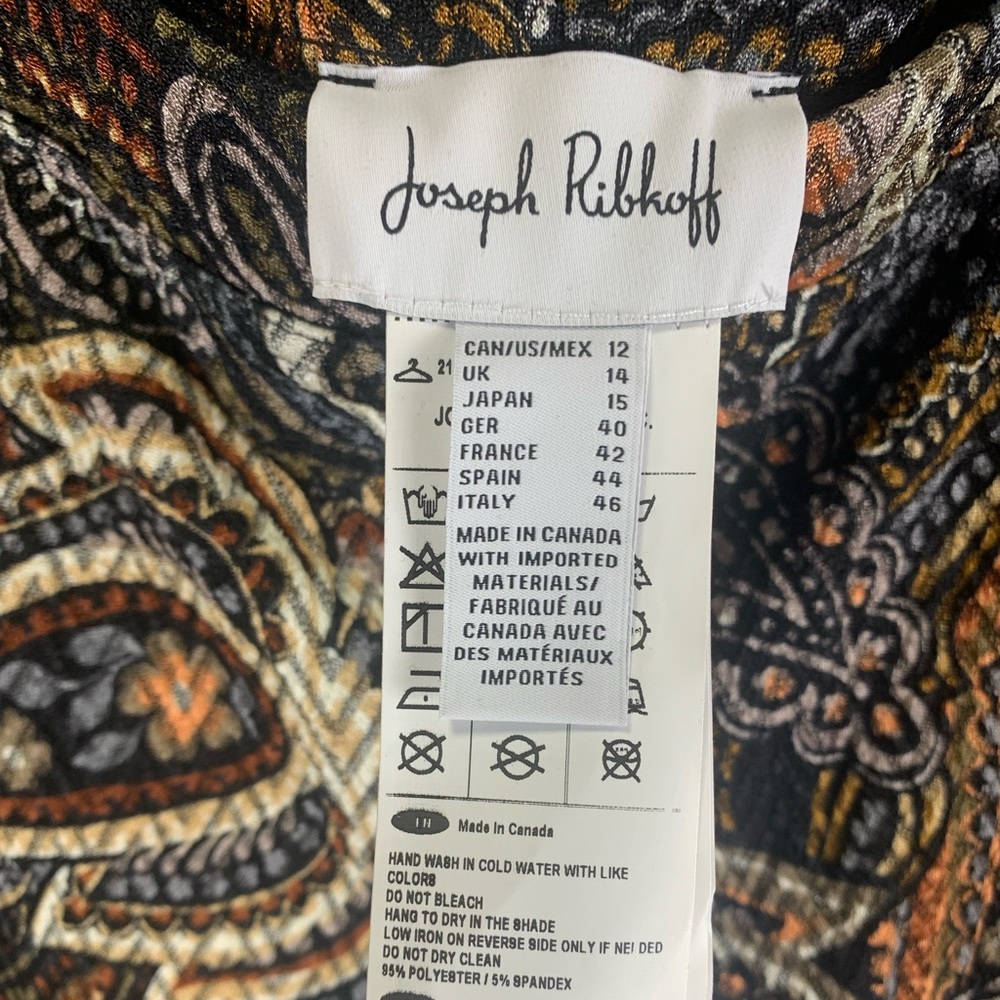 Joseph Ribkoff
CAN/US/MEX 12
UK 14
JAPAN 15
GER 40
FRANCE 42
SPAIN 44
ITALY 46
MADE IN CANADA
WITH IMPORTED
MATERIALS/
FABRIQUÉ AU
CANADA AVEC
DES MATÉRIAUX
IMPORTÉS
21
JO
Made In Canada
HAND WASH IN COLD WATER WITH LIKE
COLORS
DO NOT BLEACH
HANG TO DRY IN THE SHADE
LOW IRON ON REVERSE SIDE ONLY IF NEEDED
DO NOT DRY CLEAN
95% POLYESTER / 5% SPANDEX